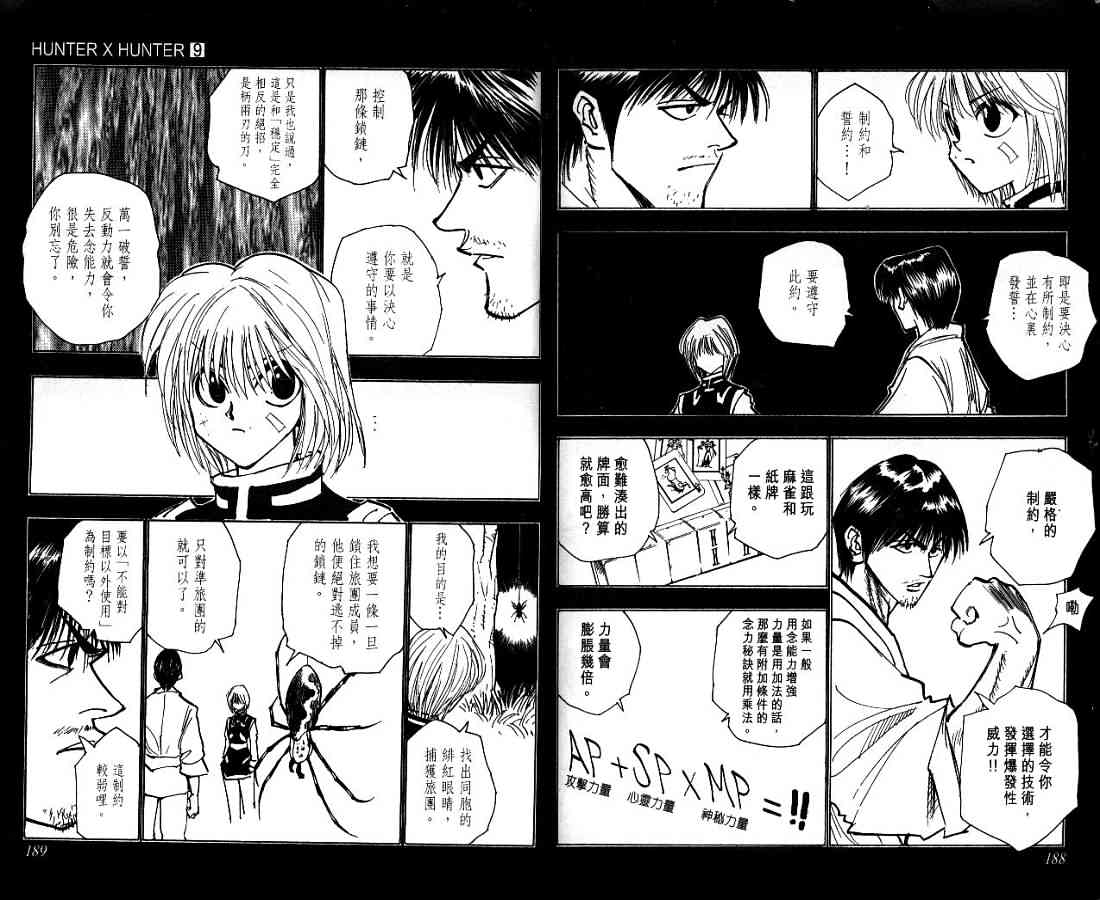 HUNTER X HUNTER 9
制約和
誓約…!
即是要決心
有所制約，
並在心裏
發誓…
要遵守
此約。
嚴格的
制約，
嘞
才能令你
選擇的技術，
發揮爆發性
威力!!
這跟玩
麻雀和
紙牌
一樣。
愈難湊出的
牌面，勝算
就愈高吧？
如果一般
用念能力增強
力量是用加法的話，
那麼有附加條件的
念力秘訣就用乘法。
力量會
膨脹幾倍。
AP+SP×MP=!!
攻擊力量
心靈力量
神秘力量
188
控制
那條鎖鏈，
就是
你要以決心
遵守的事情。
只是我也說過，
這是和「穩定」完全
相反的絕招，
是柄兩刃的刀。
萬一破誓，
反動力就會令你
失去念能力，
很是危險，
你別忘了。
…
我的目的是…
找出同胞的
緋紅眼睛，
捕獲旅團。
我想要一條一旦
鎖住旅團成員，
他便絕對逃不掉
的鎖鏈。
只對準旅團的
就可以了。
要以「不能對
目標以外使用」
為制約嗎？
這制約
較弱哩。
189